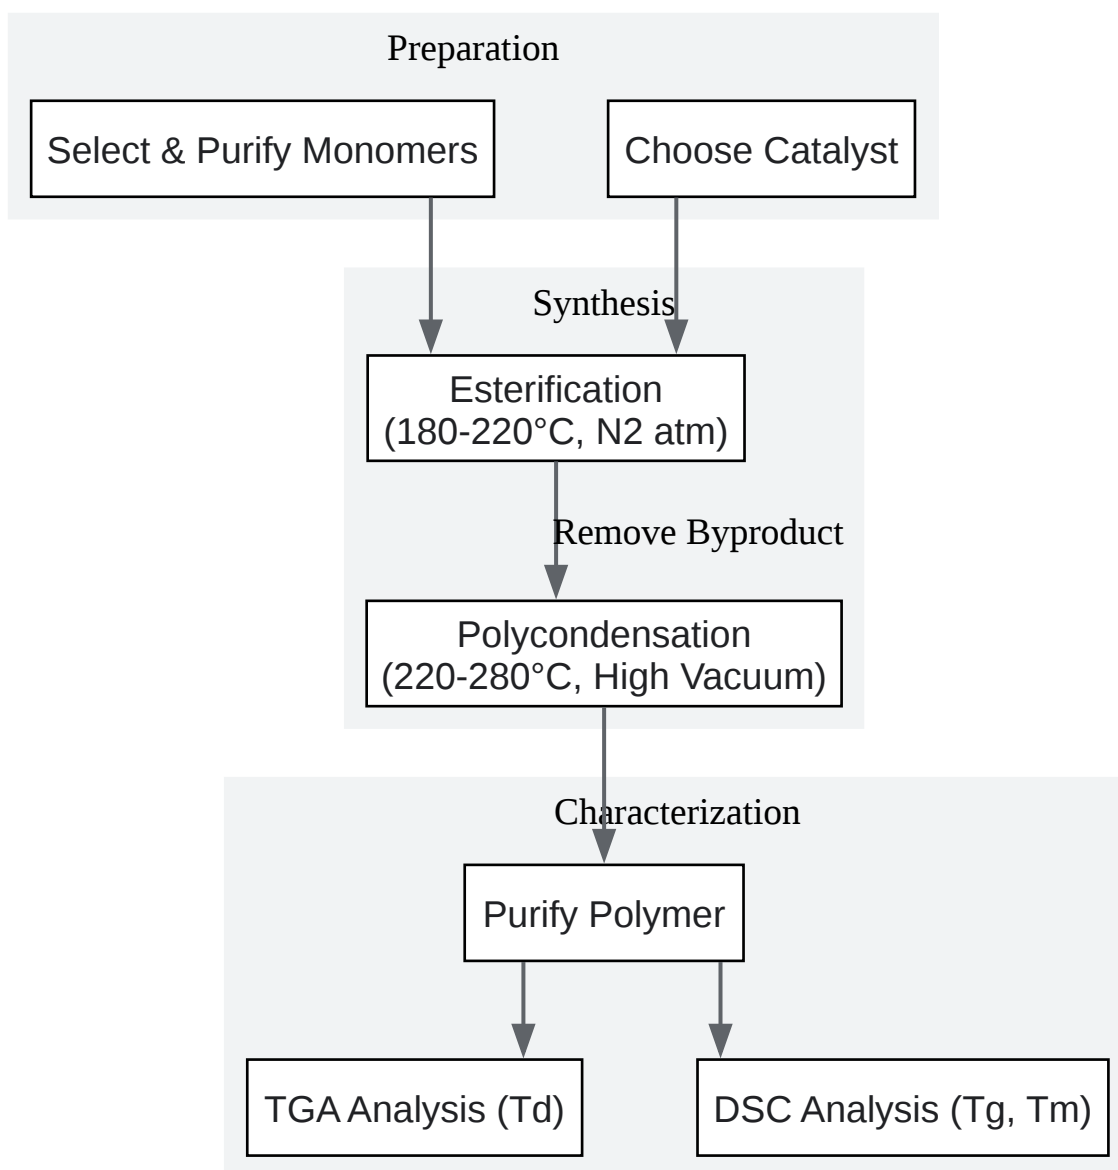 Preparation
Select & Purify Monomers
Choose Catalyst
Synthesis
Esterification
(180-220°C, N2 atm)
Remove Byproduct
Polycondensation
(220-280°C, High Vacuum)
Characterization
Purify Polymer
TGA Analysis (Td)
DSC Analysis (Tg, Tm)